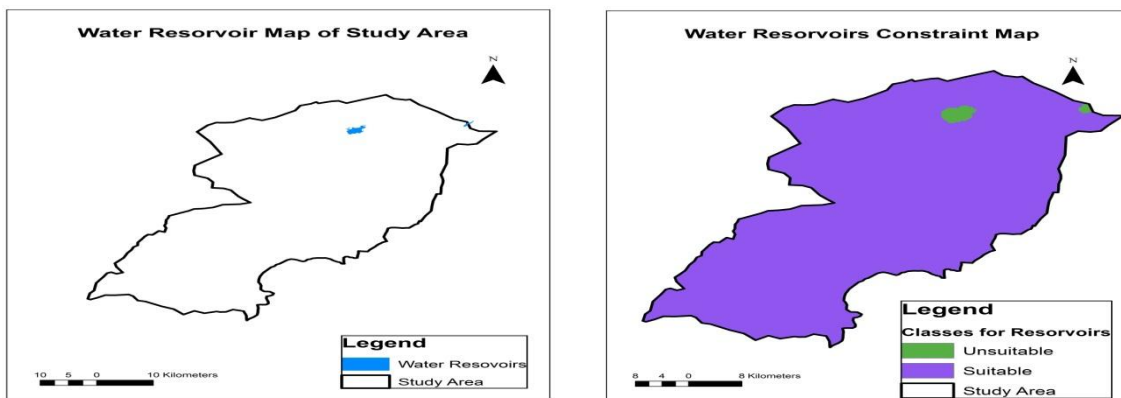 Water Resorvoir Map of Study Area
N
Legend
Water Resovoirs
Study Area
10 5 0 10 Kilometers
Water Resorvoirs Constraint Map
N
Legend
Classes for Resorvoirs
Unsuitable
Suitable
Study Area
8 4 0 8 Kilometers